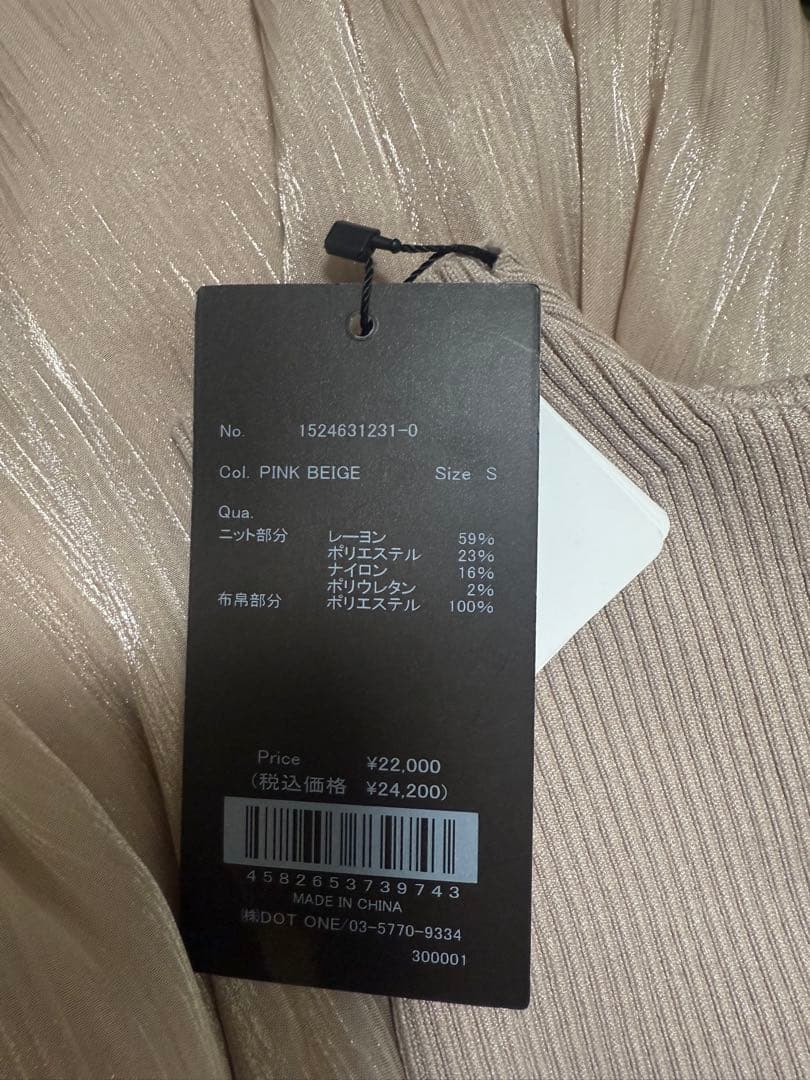 No. 1524631231-0
Col. PINK BEIGE Size S
Qua.
ニット部分 レーヨン 59%
ポリエステル 23%
ナイロン 16%
ポリウレタン 2%
布帛部分 ポリエステル 100%
Price ¥22,000
(税込価格 ¥24,200)
4582653739743
MADE IN CHINA
㈱DOT ONE/03-5770-9334
300001